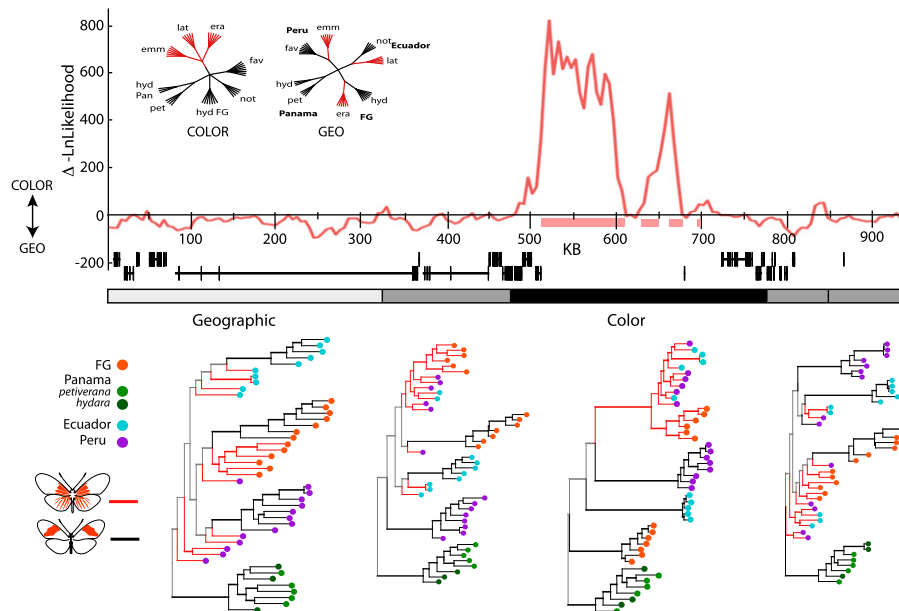 800
600
400
200
0
-200
Δ -LnLikelihood
COLOR
GEO
lat
era
emm
fav
hyd
Pan
pet
hyd FG
not
COLOR
Peru
emm
fav
not
Ecuador
lat
hyd
pet
Panama
era
hyd
FG
GEO
100
200
300
400
500
600
700
800
900
KB
Geographic
Color
FG
Panama
petiverana
hydara
Ecuador
Peru